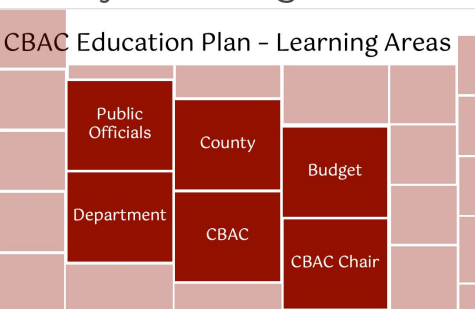 CBAC Education Plan – Learning Areas
Public
Officials
County
Budget
Department
CBAC
CBAC Chair